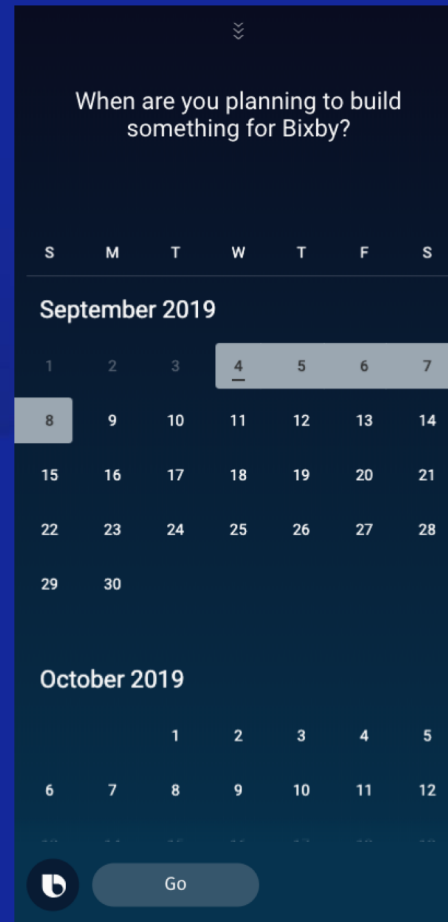 When are you planning to build
something for Bixby?
S M T W T F S
September 2019
1 2 3 4 5 6 7
8 9 10 11 12 13 14
15 16 17 18 19 20 21
22 23 24 25 26 27 28
29 30
October 2019
1 2 3 4 5
6 7 8 9 10 11 12
Go